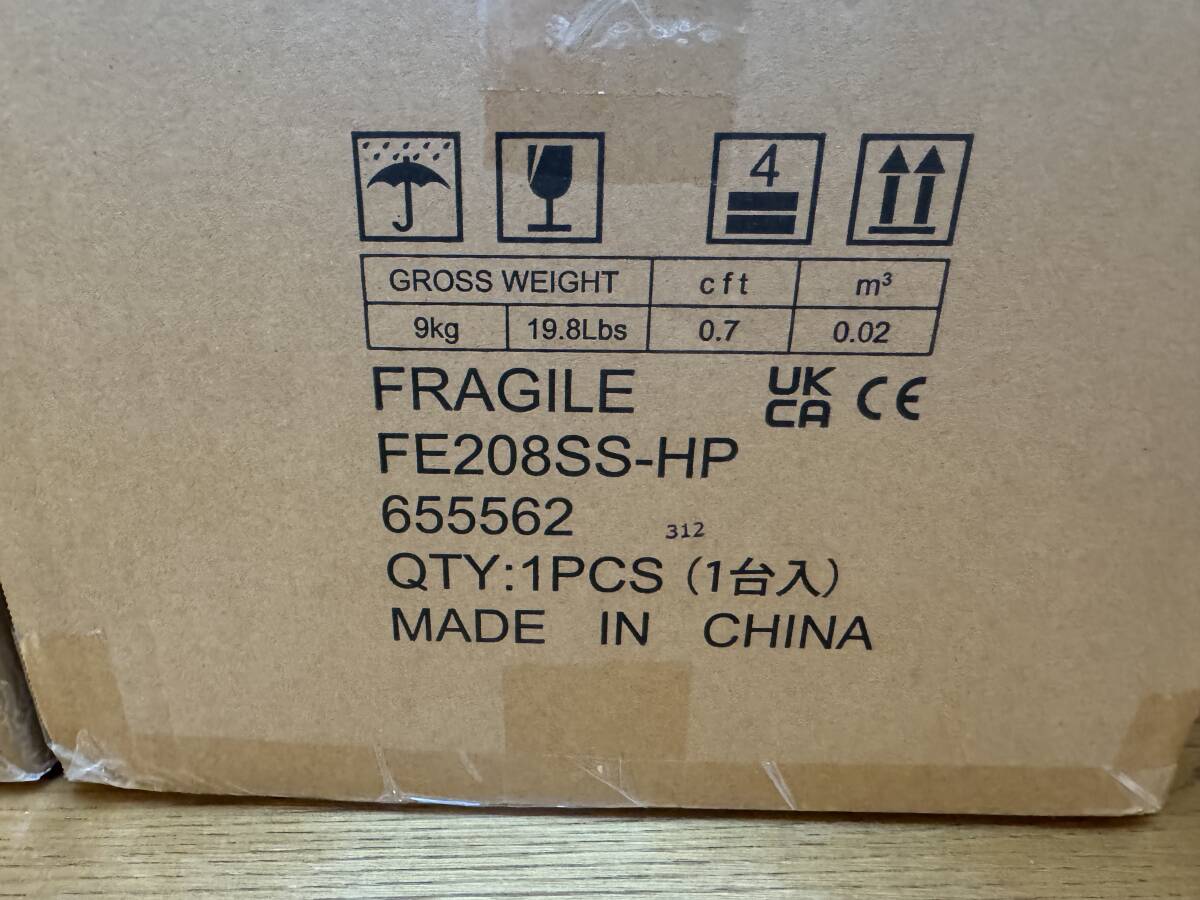 4
GROSS WEIGHT cft m³
9kg 19.8Lbs 0.7 0.02
FRAGILE UK CA CE
FE208SS-HP
655562 312
QTY:1PCS (1台入)
MADE IN CHINA